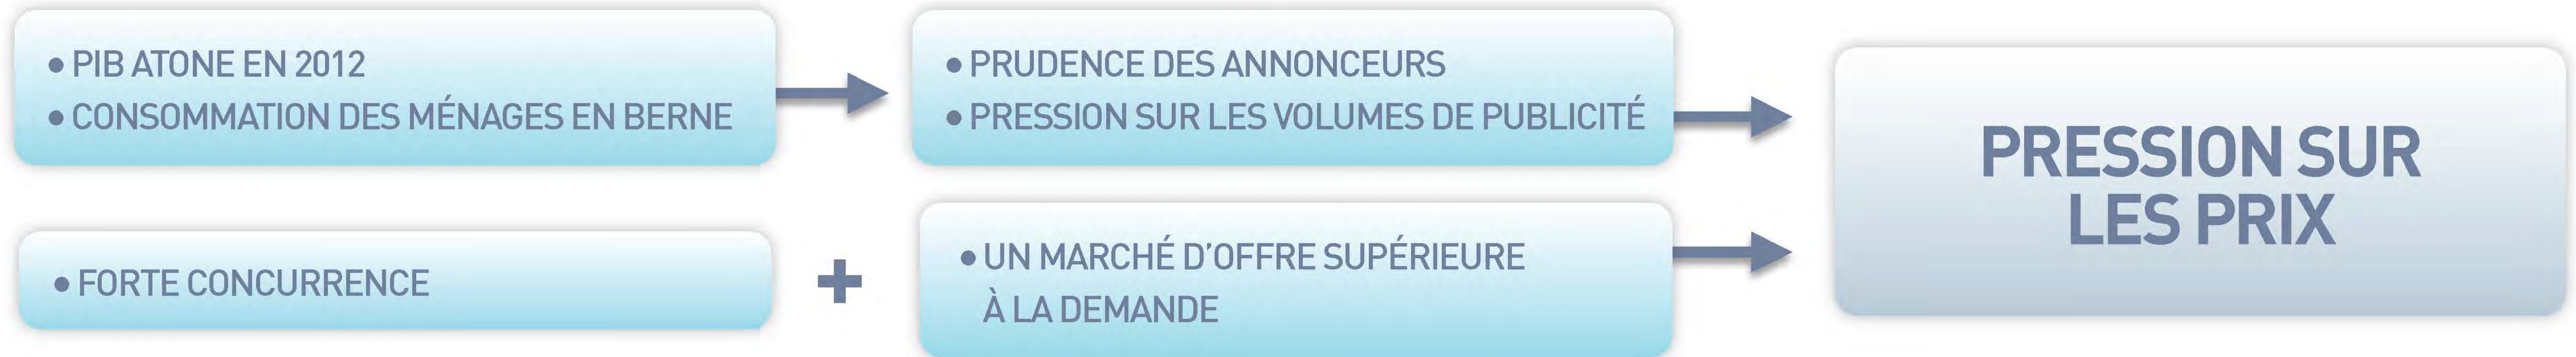 • PIB ATONE EN 2012
• CONSOMMATION DES MÉNAGES EN BERNE
• PRUDENCE DES ANNONCEURS
• PRESSION SUR LES VOLUMES DE PUBLICITÉ
• FORTE CONCURRENCE
+
• UN MARCHÉ D'OFFRE SUPÉRIEURE
À LA DEMANDE
PRESSION SUR
LES PRIX